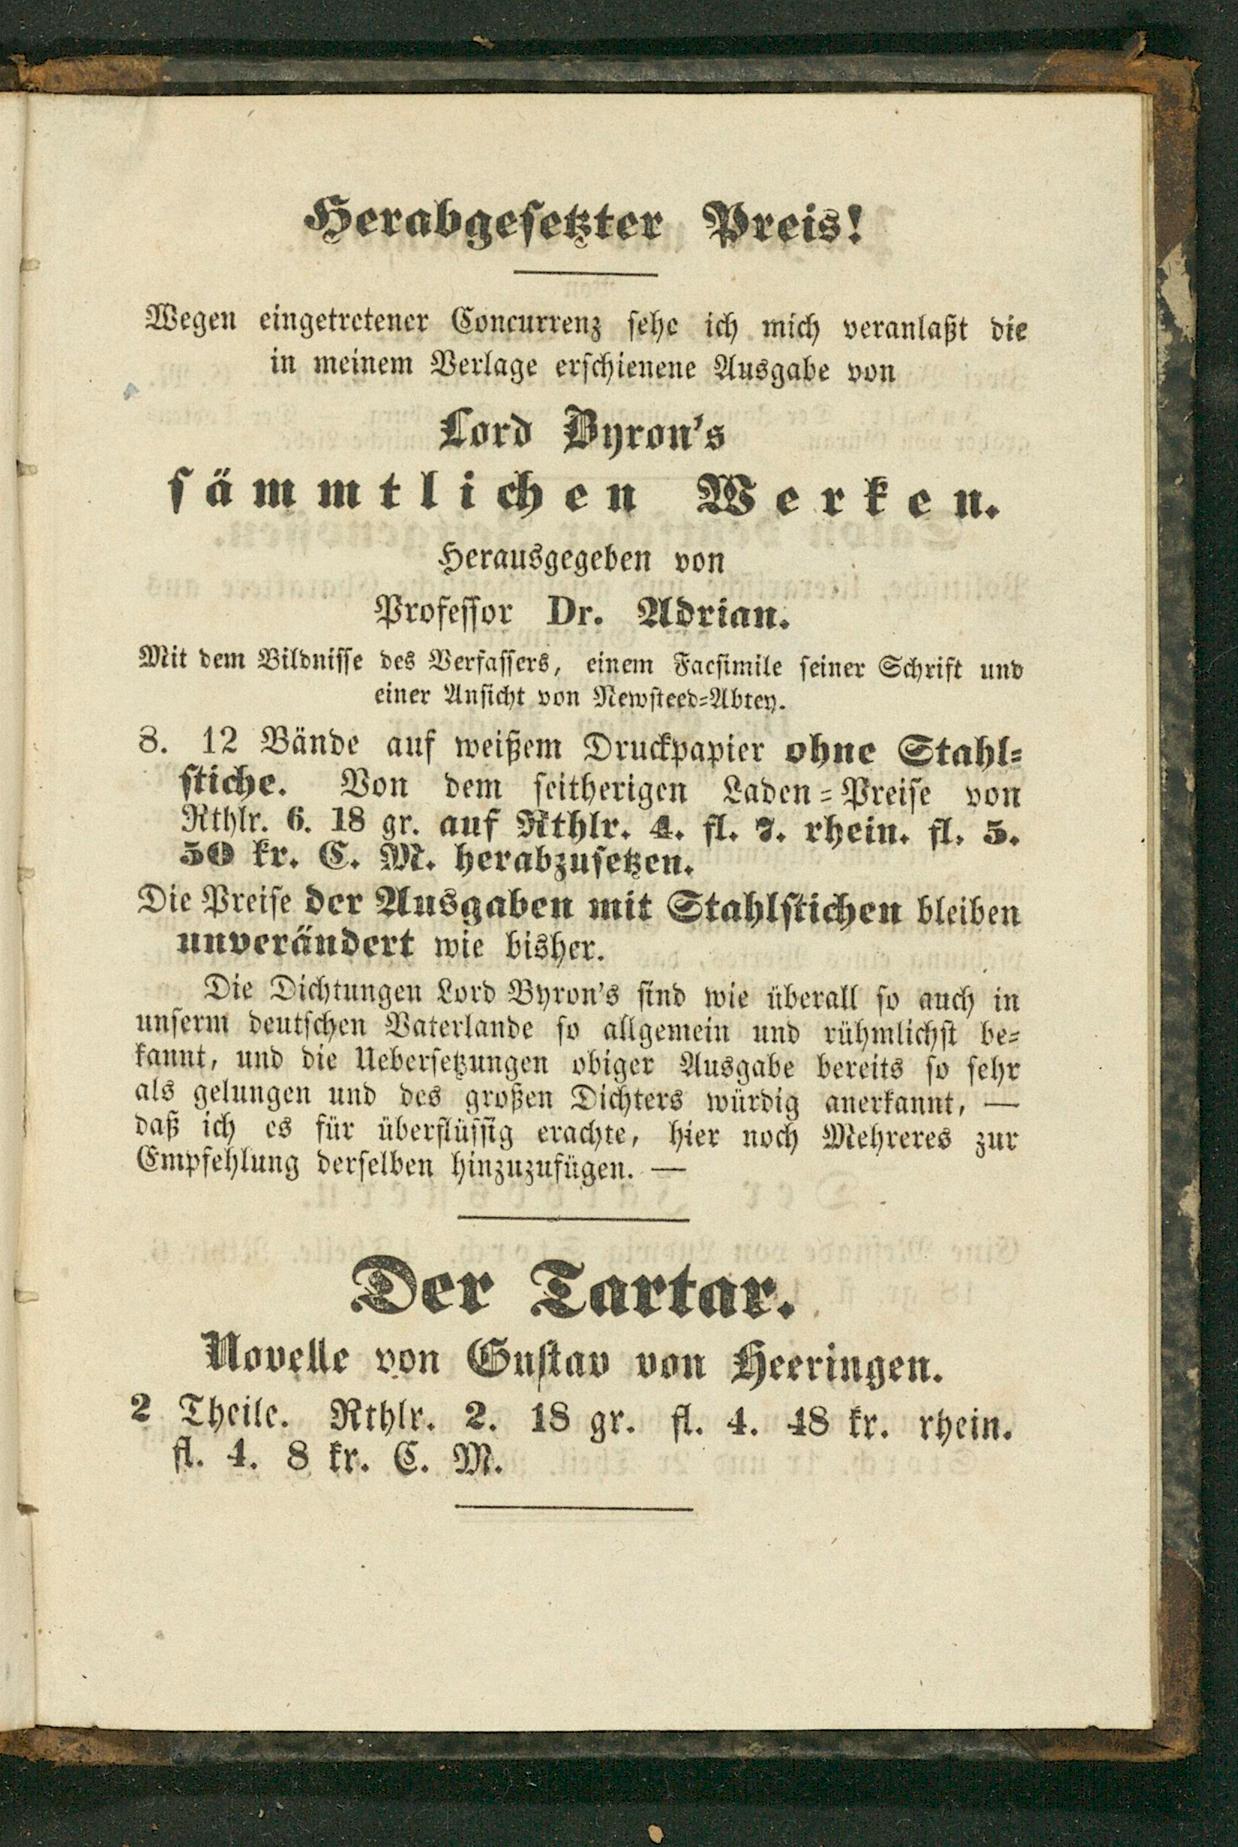 Herabgesetzter Preis!
Wegen eingetretener Concurrenz sehe ich mich veranlaßt die
in meinem Verlage erschienene Ausgabe von
Lord Byron's
sämmtlichen Werken.
Herausgegeben von
Professor Dr. Adrian.
Mit dem Bildnisse des Verfassers, einem Facsimile seiner Schrift und
einer Ansicht von Newsteed-Abtey.
8. 12 Bände auf weißem Druckpapier ohne Stahl-
stiche. Von dem seitherigen Laden-Preise von
Rthlr. 6. 18 gr. auf Rthlr. 4. fl. 7. rhein. fl. 5.
50 kr. C. M. herabzusetzen.
Die Preise der Ausgaben mit Stahlstichen bleiben
unverändert wie bisher.
Die Dichtungen Lord Byron's sind wie überall so auch in
unserm deutschen Vaterlande so allgemein und rühmlichst be-
kannt, und die Uebersetzungen obiger Ausgabe bereits so sehr
als gelungen und des großen Dichters würdig anerkannt, —
daß ich es für überflüssig erachte, hier noch Mehreres zur
Empfehlung derselben hinzuzufügen. —
Der Tartar.
Novelle von Gustav von Heeringen.
2 Theile. Rthlr. 2. 18 gr. fl. 4. 48 kr. rhein.
fl. 4. 8 kr. C. M.